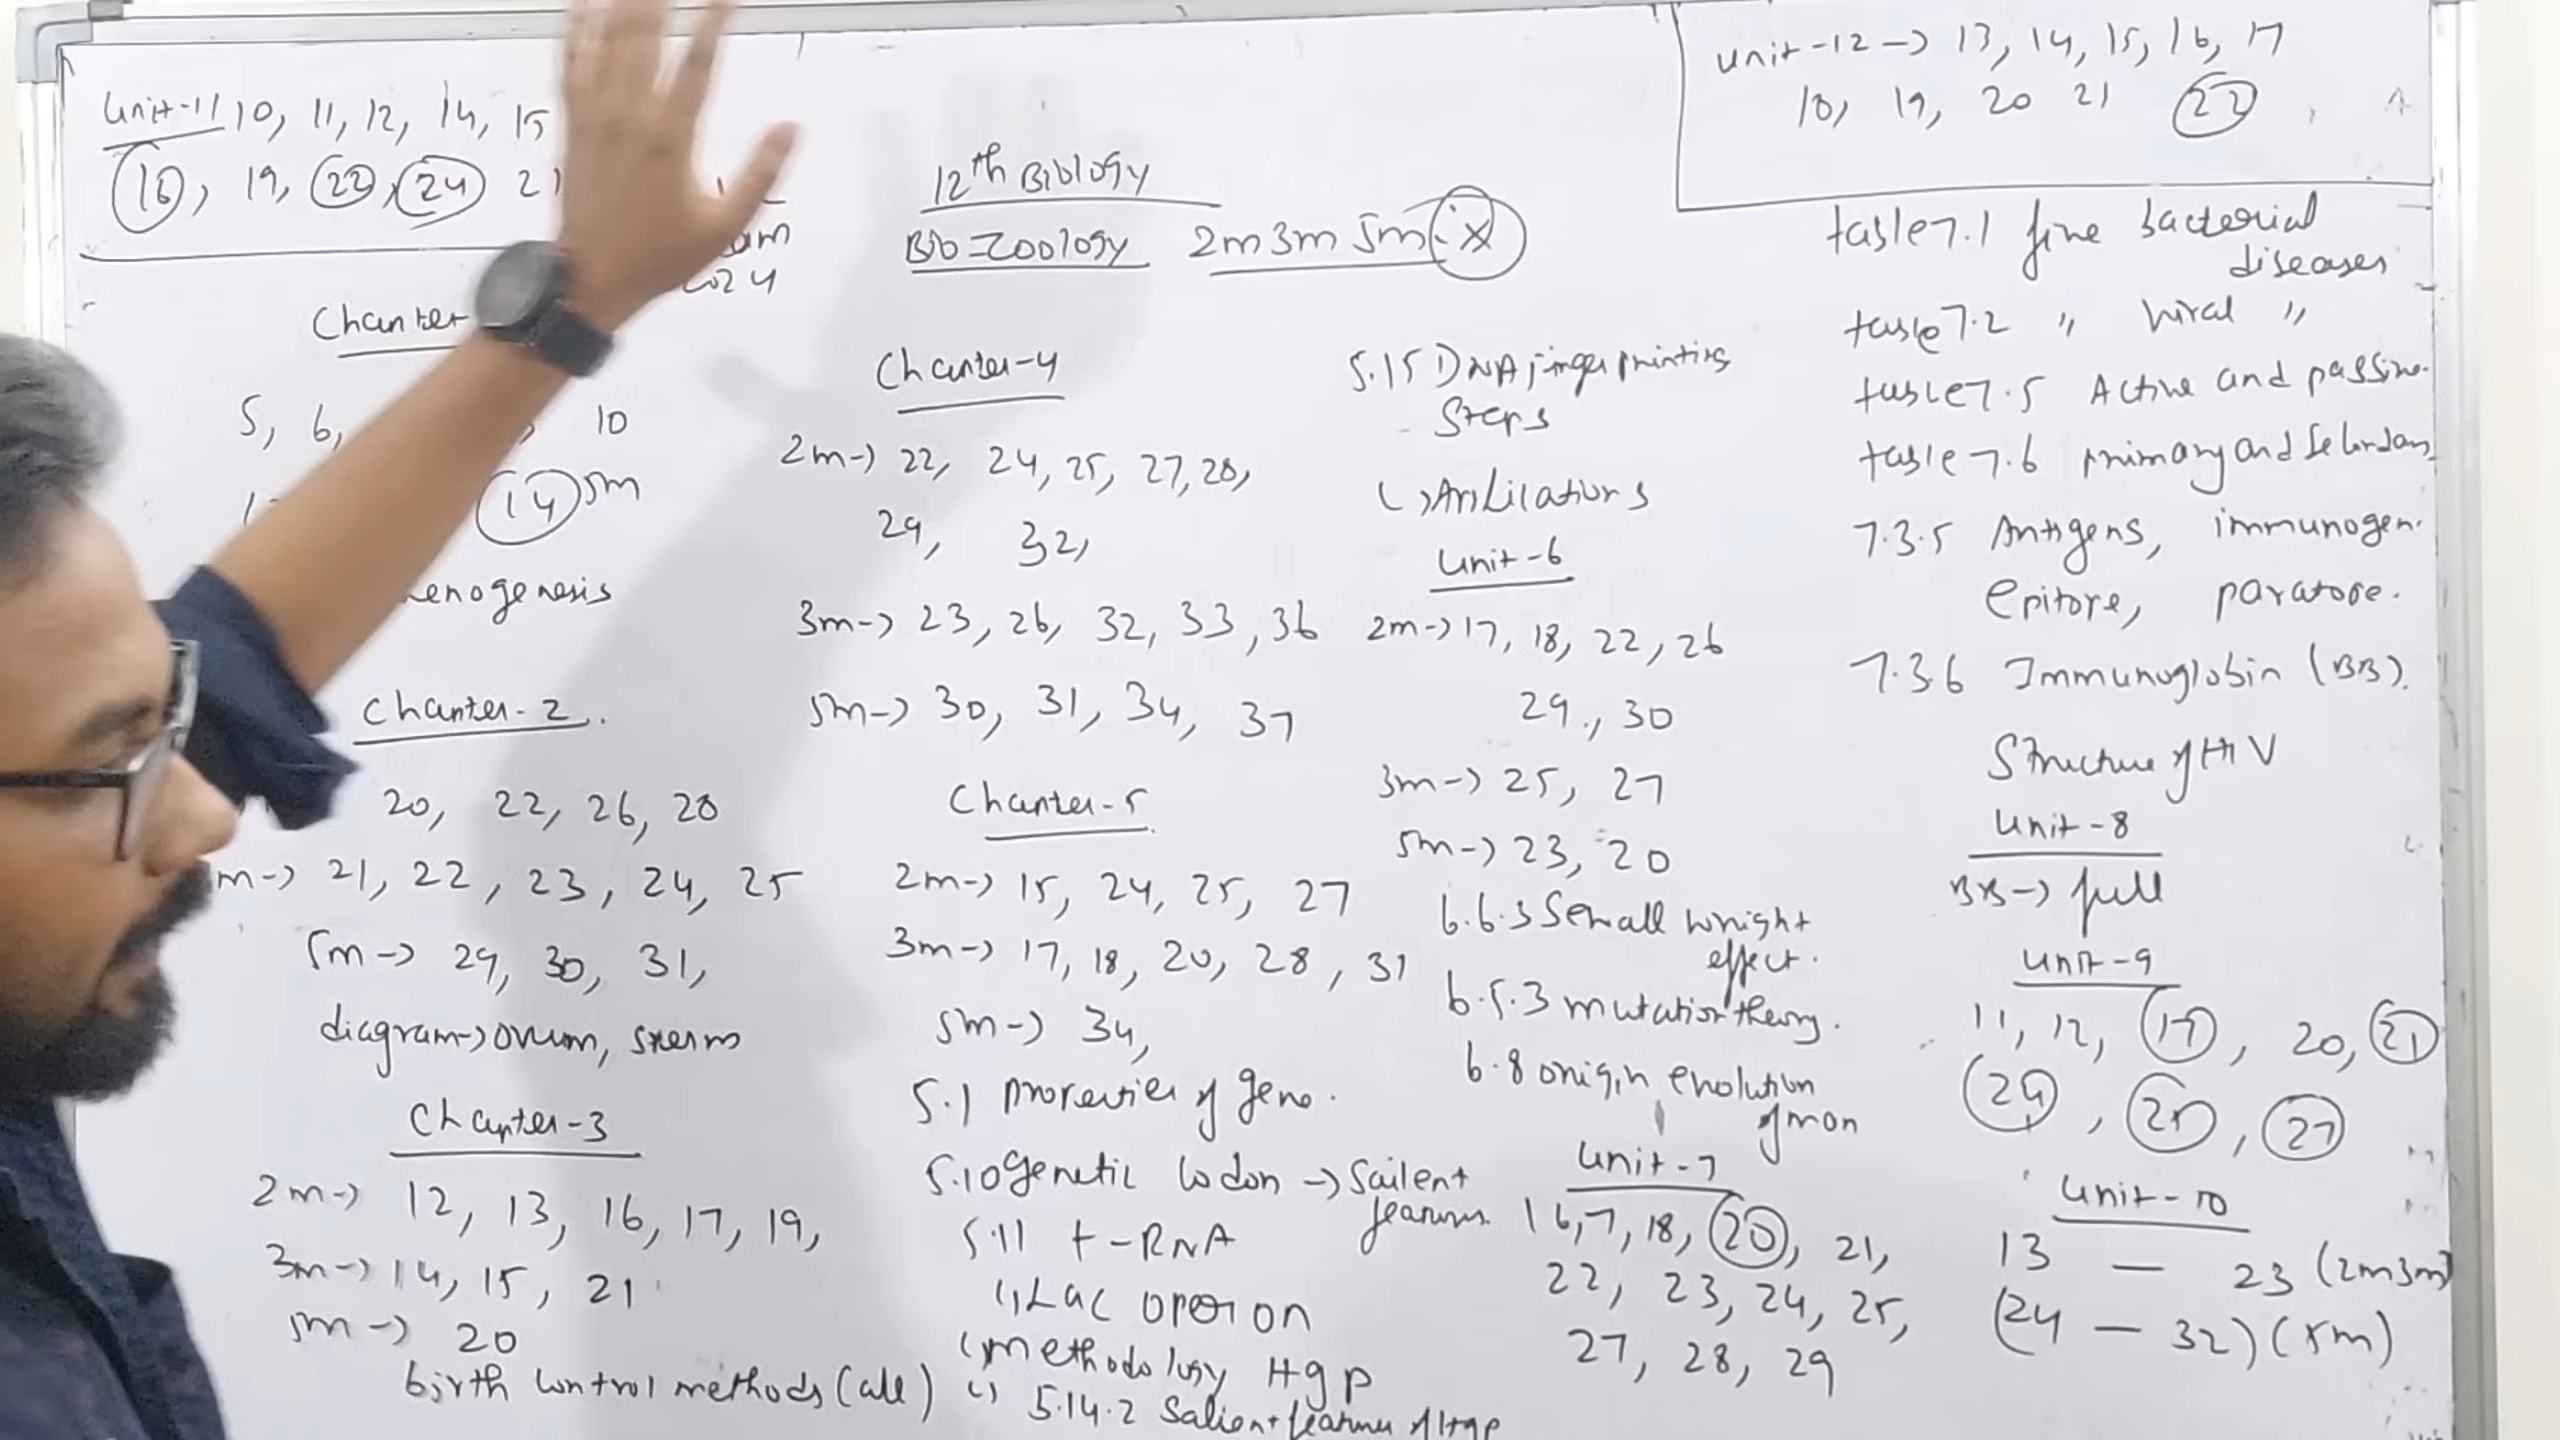 Unit-11 10, 11, 12, 14, 15
16, 19, 22, 24 21
2024
Chapter
5, 6, 10
14 5m
enogenesis
Chapter-2
20, 22, 26, 28
m-> 21, 22, 23, 24, 25
5m-> 29, 30, 31,
diagram-> ovum, sperm
Chapter-3
2m-> 12, 13, 16, 17, 19,
3m-> 14, 15, 21
5m-> 20
birth control methods (all)
12th Biology
Bio-Zoology 2m 3m 5m
Chapter-4
2m-> 22, 24, 25, 27, 28,
29, 32,
3m-> 23, 26, 32, 33, 36
5m-> 30, 31, 34, 37
Chapter-5
2m-> 15, 24, 25, 27
3m-> 17, 18, 20, 28, 31
5m-> 34,
5.1 properties of gene.
5.10 genetic codon -> Sailent
features
5.11 t-RNA
Lac operon
methodology Hgp
5.14.2 Salient feature of Hgp
5.15 DNA finger printing
Steps
Applications
Unit-6
2m-> 17, 18, 22, 26
29, 30
3m-> 25, 27
5m-> 23, 20
6.6.3 Sewall wright
effect.
6.5.3 mutation theory.
6.8 origin evolution
of man
Unit-7
16, 7, 18, 20, 21,
22, 23, 24, 25,
27, 28, 29
Unit-12 -> 13, 14, 15, 16, 17
18, 19, 20 21 22
table 7.1 five bacterial
diseases
table 7.2 〃 viral 〃
table 7.5 Active and passive.
table 7.6 primary and Secondary
7.3.5 Antigens, immunogen.
Epitope, paratope.
7.3.6 Immunoglobin (BB).
Structure of HIV
Unit-8
BB-> full
Unit-9
11, 12, 17, 20, 21
24, 25, 27
Unit-10
13 — 23 (2m3m)
(24 — 32) (5m)